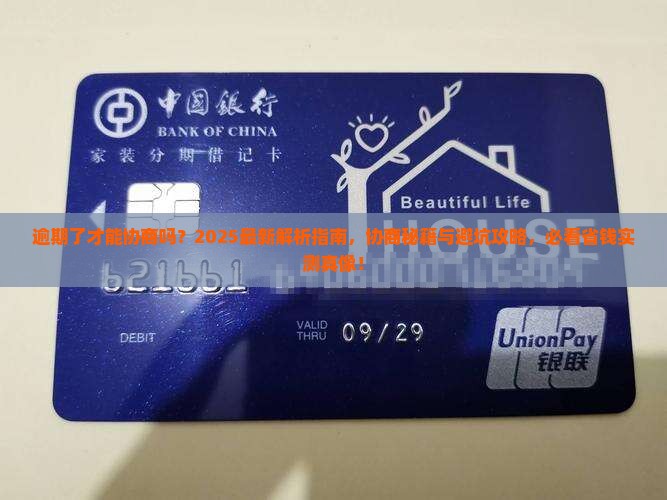 中国银行
BANK OF CHINA
家装分期借记卡
Beautiful Life
HOUSE
逾期了才能协商吗？2025最新解析指南，协商秘籍与避坑攻略，必看省钱实
测真像！
621661
DEBIT
VALID
THRU
09/29
UnionPay
银联